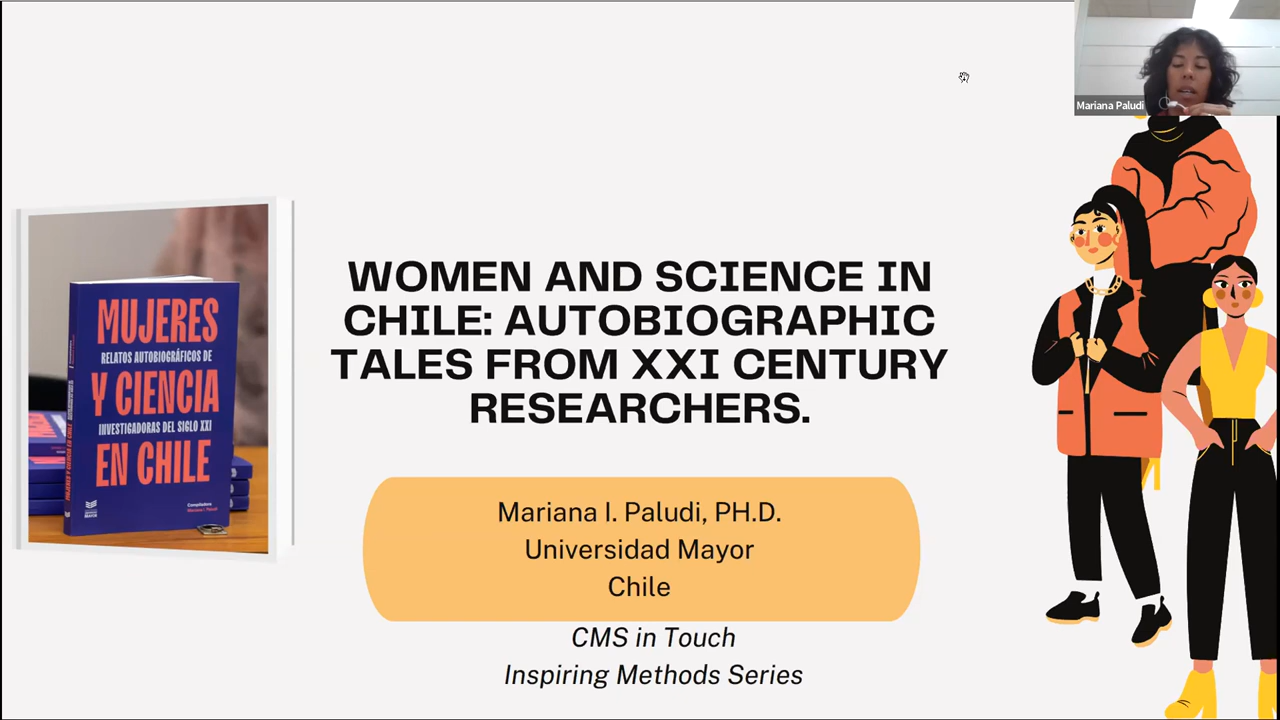 Mariana Paludi
MUJERES
RELATOS AUTOBIOGRÁFICOS DE
Y CIENCIA
INVESTIGADORAS DEL SIGLO XXI
EN CHILE
WOMEN AND SCIENCE IN
CHILE: AUTOBIOGRAPHIC
TALES FROM XXI CENTURY
RESEARCHERS.
Mariana I. Paludi, PH.D.
Universidad Mayor
Chile
CMS in Touch
Inspiring Methods Series